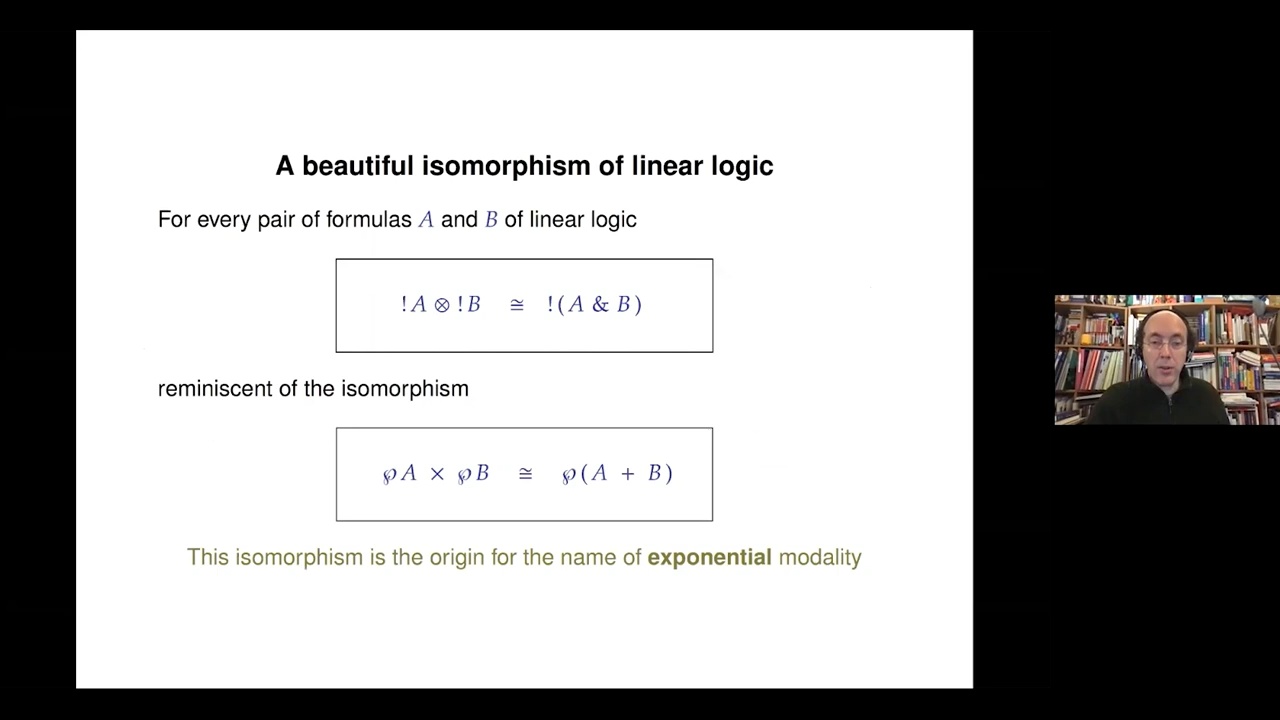 A beautiful isomorphism of linear logic
For every pair of formulas A and B of linear logic
!A ⊗ !B ≅ !(A & B)
reminiscent of the isomorphism
℘A × ℘B ≅ ℘(A + B)
This isomorphism is the origin for the name of exponential modality